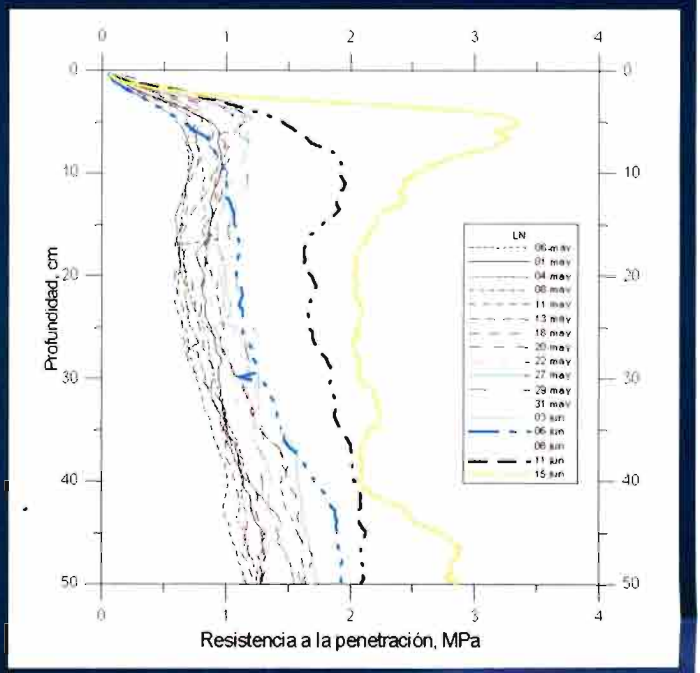 0 1 2 3 4
0 0
10 10
20 20
30 30
40 40
50 50
Profundidad, cm
LN
06-may
01 may
04 may
08 may
11 may
13 may
18 may
20 may
22 may
27 may
29 may
31 may
03 jun
06 jun
08 jun
11 jun
15 jun
0 1 2 3 4
Resistencia a la penetración, MPa